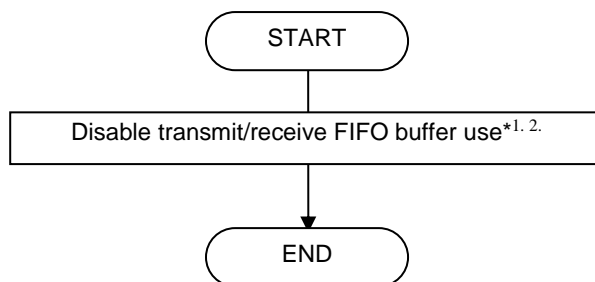 START
Disable transmit/receive FIFO buffer use*1. 2.
END